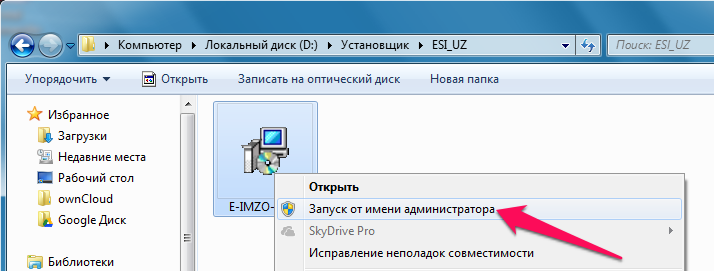 Компьютер ▸ Локальный диск (D:) ▸ Установщик ▸ ESI_UZ
Поиск: ESI_UZ
Упорядочить Открыть Записать на оптический диск Новая папка
Избранное
Загрузки
Недавние места
Рабочий стол
ownCloud
Google Диск
Библиотеки
E-IMZO-
Открыть
Запуск от имени администратора
SkyDrive Pro
Исправление неполадок совместимости